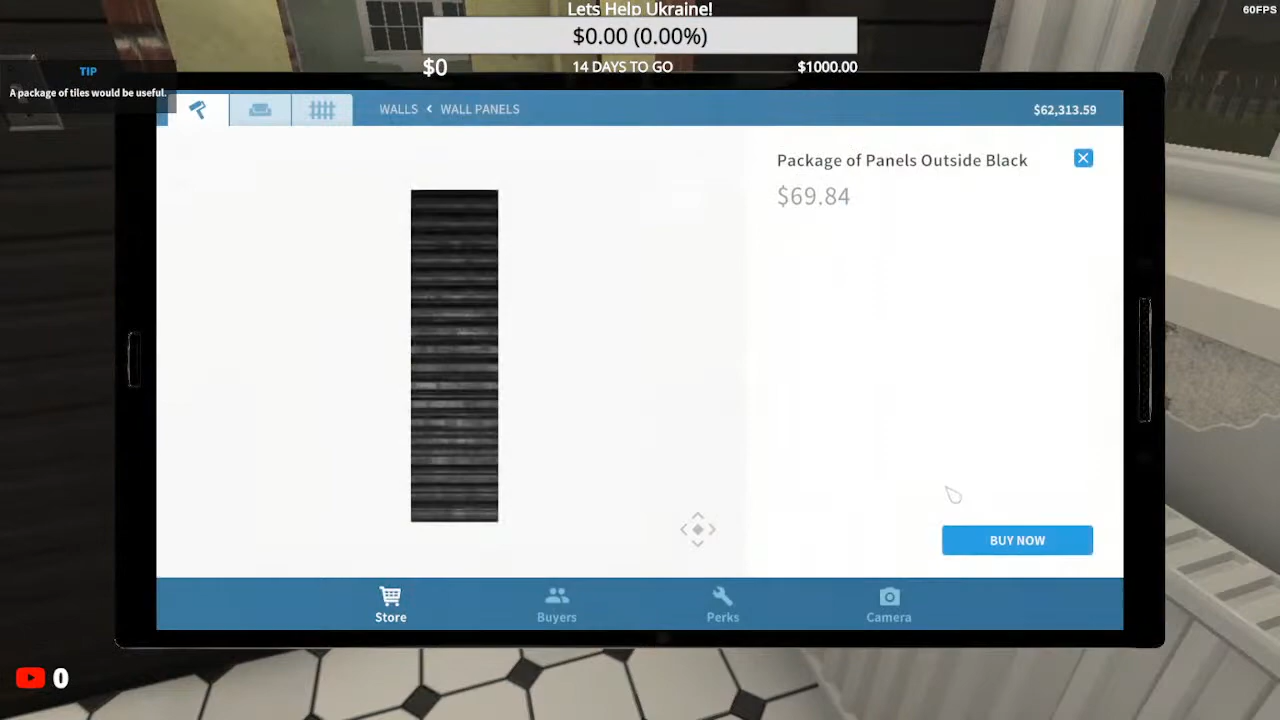 Lets Help Ukraine!
$0.00 (0.00%)
60FPS
$0 14 DAYS TO GO $1000.00
TIP
A package of tiles would be useful.
WALLS < WALL PANELS
$62,313.59
Package of Panels Outside Black
$69.84
BUY NOW
Store Buyers Perks Camera
0